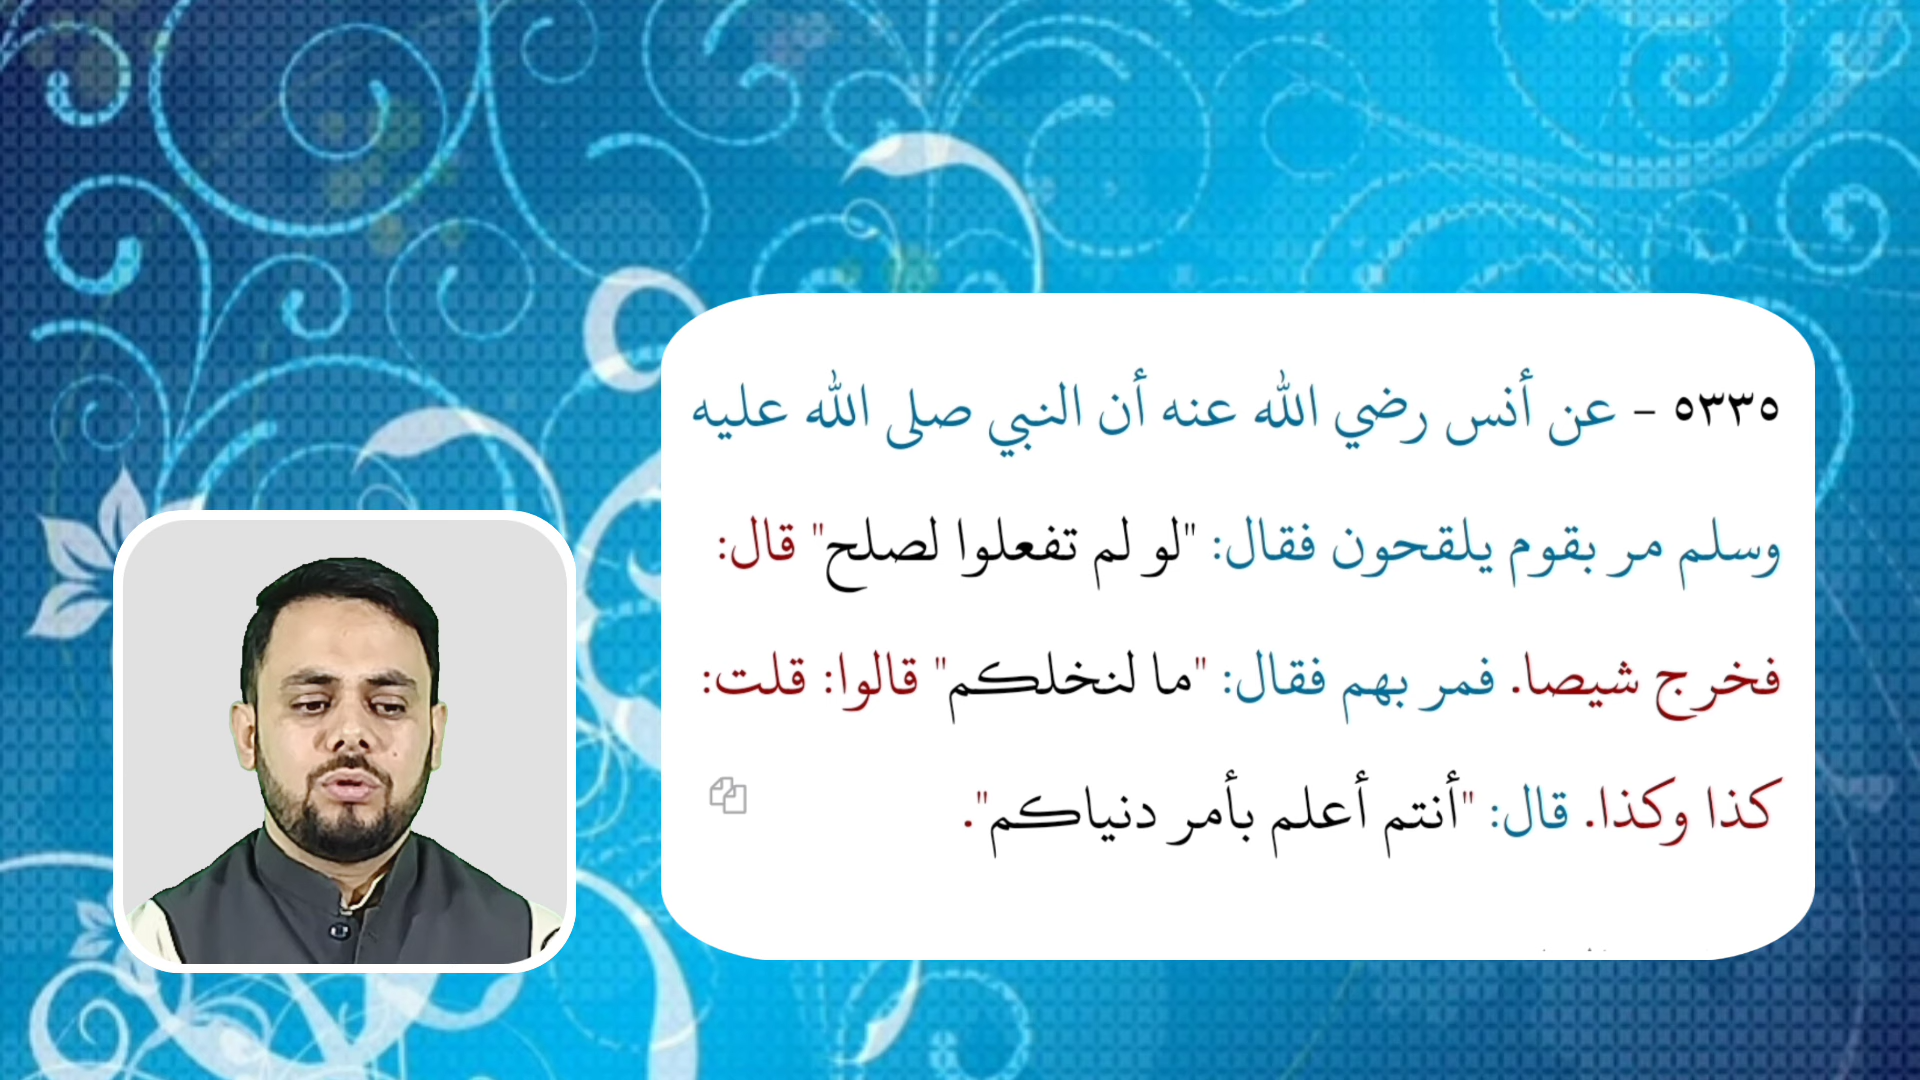 ٥٣٣٥ - عن أنس رضي الله عنه أن النبي صلى الله عليه
وسلم مر بقوم يلقحون فقال: "لو لم تفعلوا لصلح" قال:
فخرج شيصا. فمر بهم فقال: "ما لنخلكم" قالوا: قلت:
كذا وكذا. قال: "أنتم أعلم بأمر دنياكم".